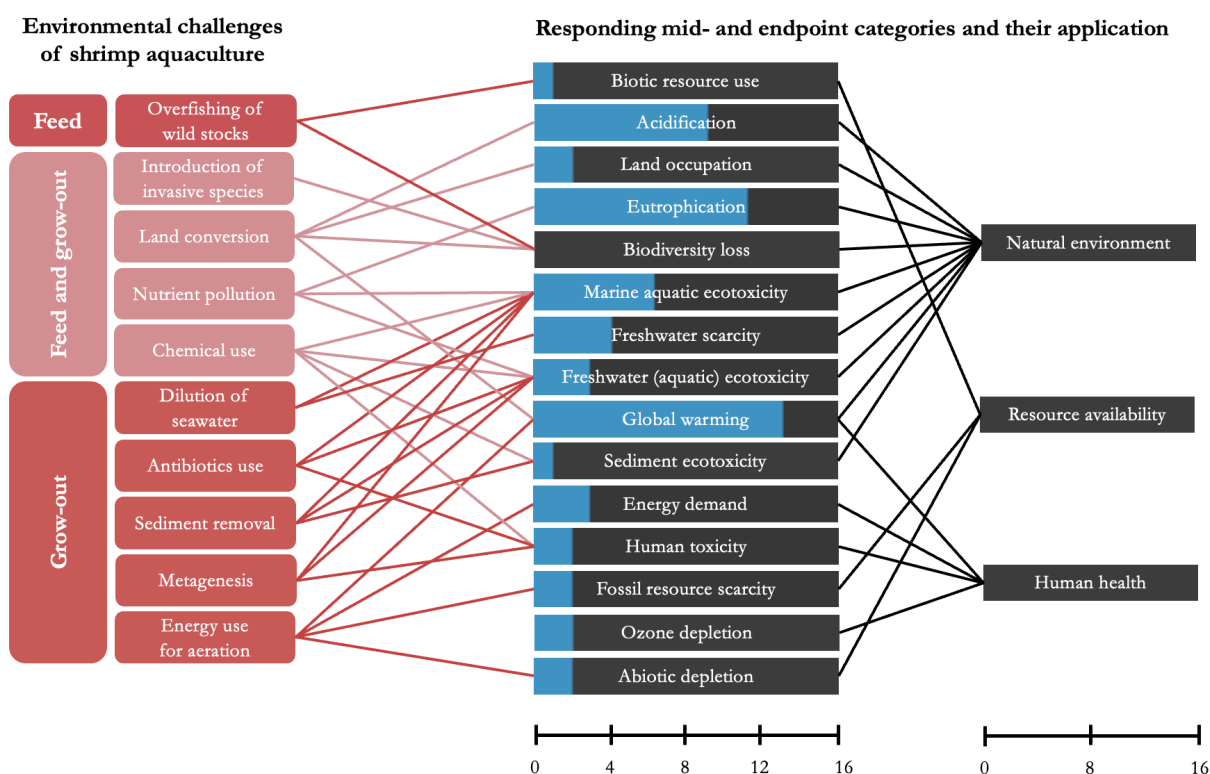 Environmental challenges
of shrimp aquaculture
Responding mid- and endpoint categories and their application
Feed
Feed and grow-out
Grow-out
Overfishing of
wild stocks
Introduction of
invasive species
Land conversion
Nutrient pollution
Chemical use
Dilution of
seawater
Antibiotics use
Sediment removal
Metagenesis
Energy use
for aeration
Biotic resource use
Acidification
Land occupation
Eutrophication
Biodiversity loss
Marine aquatic ecotoxicity
Freshwater scarcity
Freshwater (aquatic) ecotoxicity
Global warming
Sediment ecotoxicity
Energy demand
Human toxicity
Fossil resource scarcity
Ozone depletion
Abiotic depletion
Natural environment
Resource availability
Human health
0 4 8 12 16
0 8 16